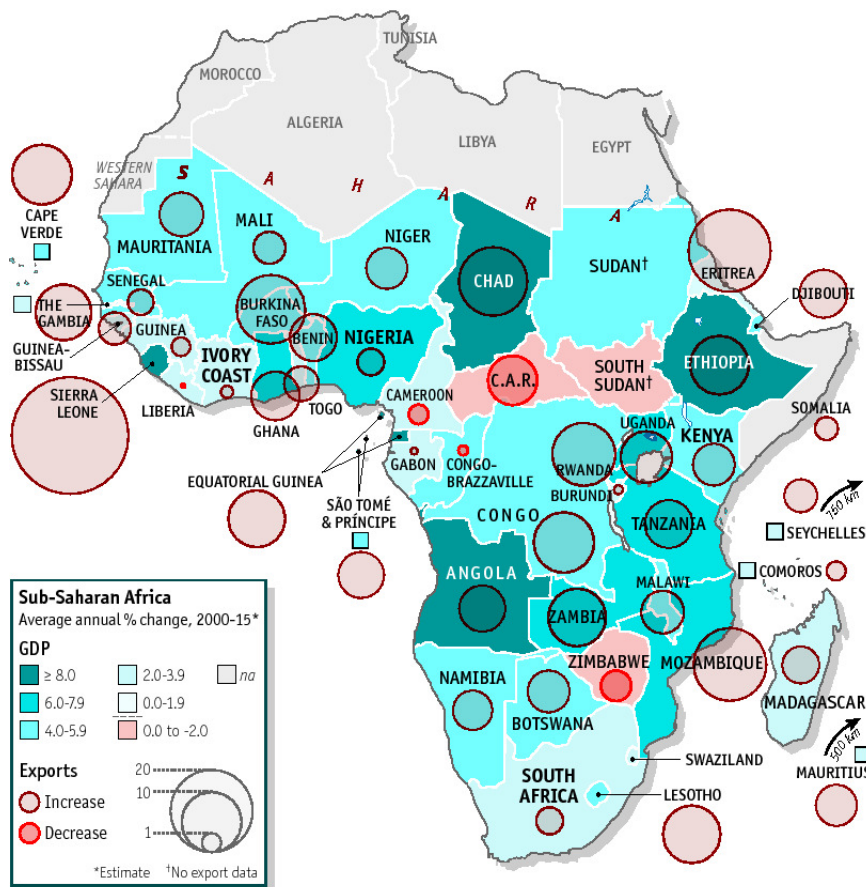 TUNISIA
MOROCCO
ALGERIA
LIBYA
EGYPT
WESTERN
SAHARA
S A H A R A
CAPE
VERDE
MAURITANIA
MALI
NIGER
CHAD
SUDAN†
ERITREA
DJIBOUTI
SENEGAL
THE
GAMBIA
GUINEA-
BISSAU
GUINEA
BURKINA
FASO
BENIN
NIGERIA
IVORY
COAST
SIERRA
LEONE
LIBERIA
GHANA
TOGO
CAMEROON
C.A.R.
SOUTH
SUDAN†
ETHIOPIA
SOMALIA
UGANDA
KENYA
EQUATORIAL GUINEA
GABON
CONGO-
BRAZZAVILLE
RWANDA
BURUNDI
SÃO TOMÉ
& PRÍNCIPE
CONGO
TANZANIA
750 km
SEYCHELLES
COMOROS
ANGOLA
MALAWI
ZAMBIA
ZIMBABWE
MOZAMBIQUE
NAMIBIA
BOTSWANA
MADAGASCAR
500 km
MAURITIUS
SWAZILAND
SOUTH
AFRICA
LESOTHO
Sub-Saharan Africa
Average annual % change, 2000-15*
GDP
≥ 8.0 2.0-3.9 na
6.0-7.9 0.0-1.9
4.0-5.9 0.0 to -2.0
Exports
Increase
Decrease
20
10
1
*Estimate †No export data